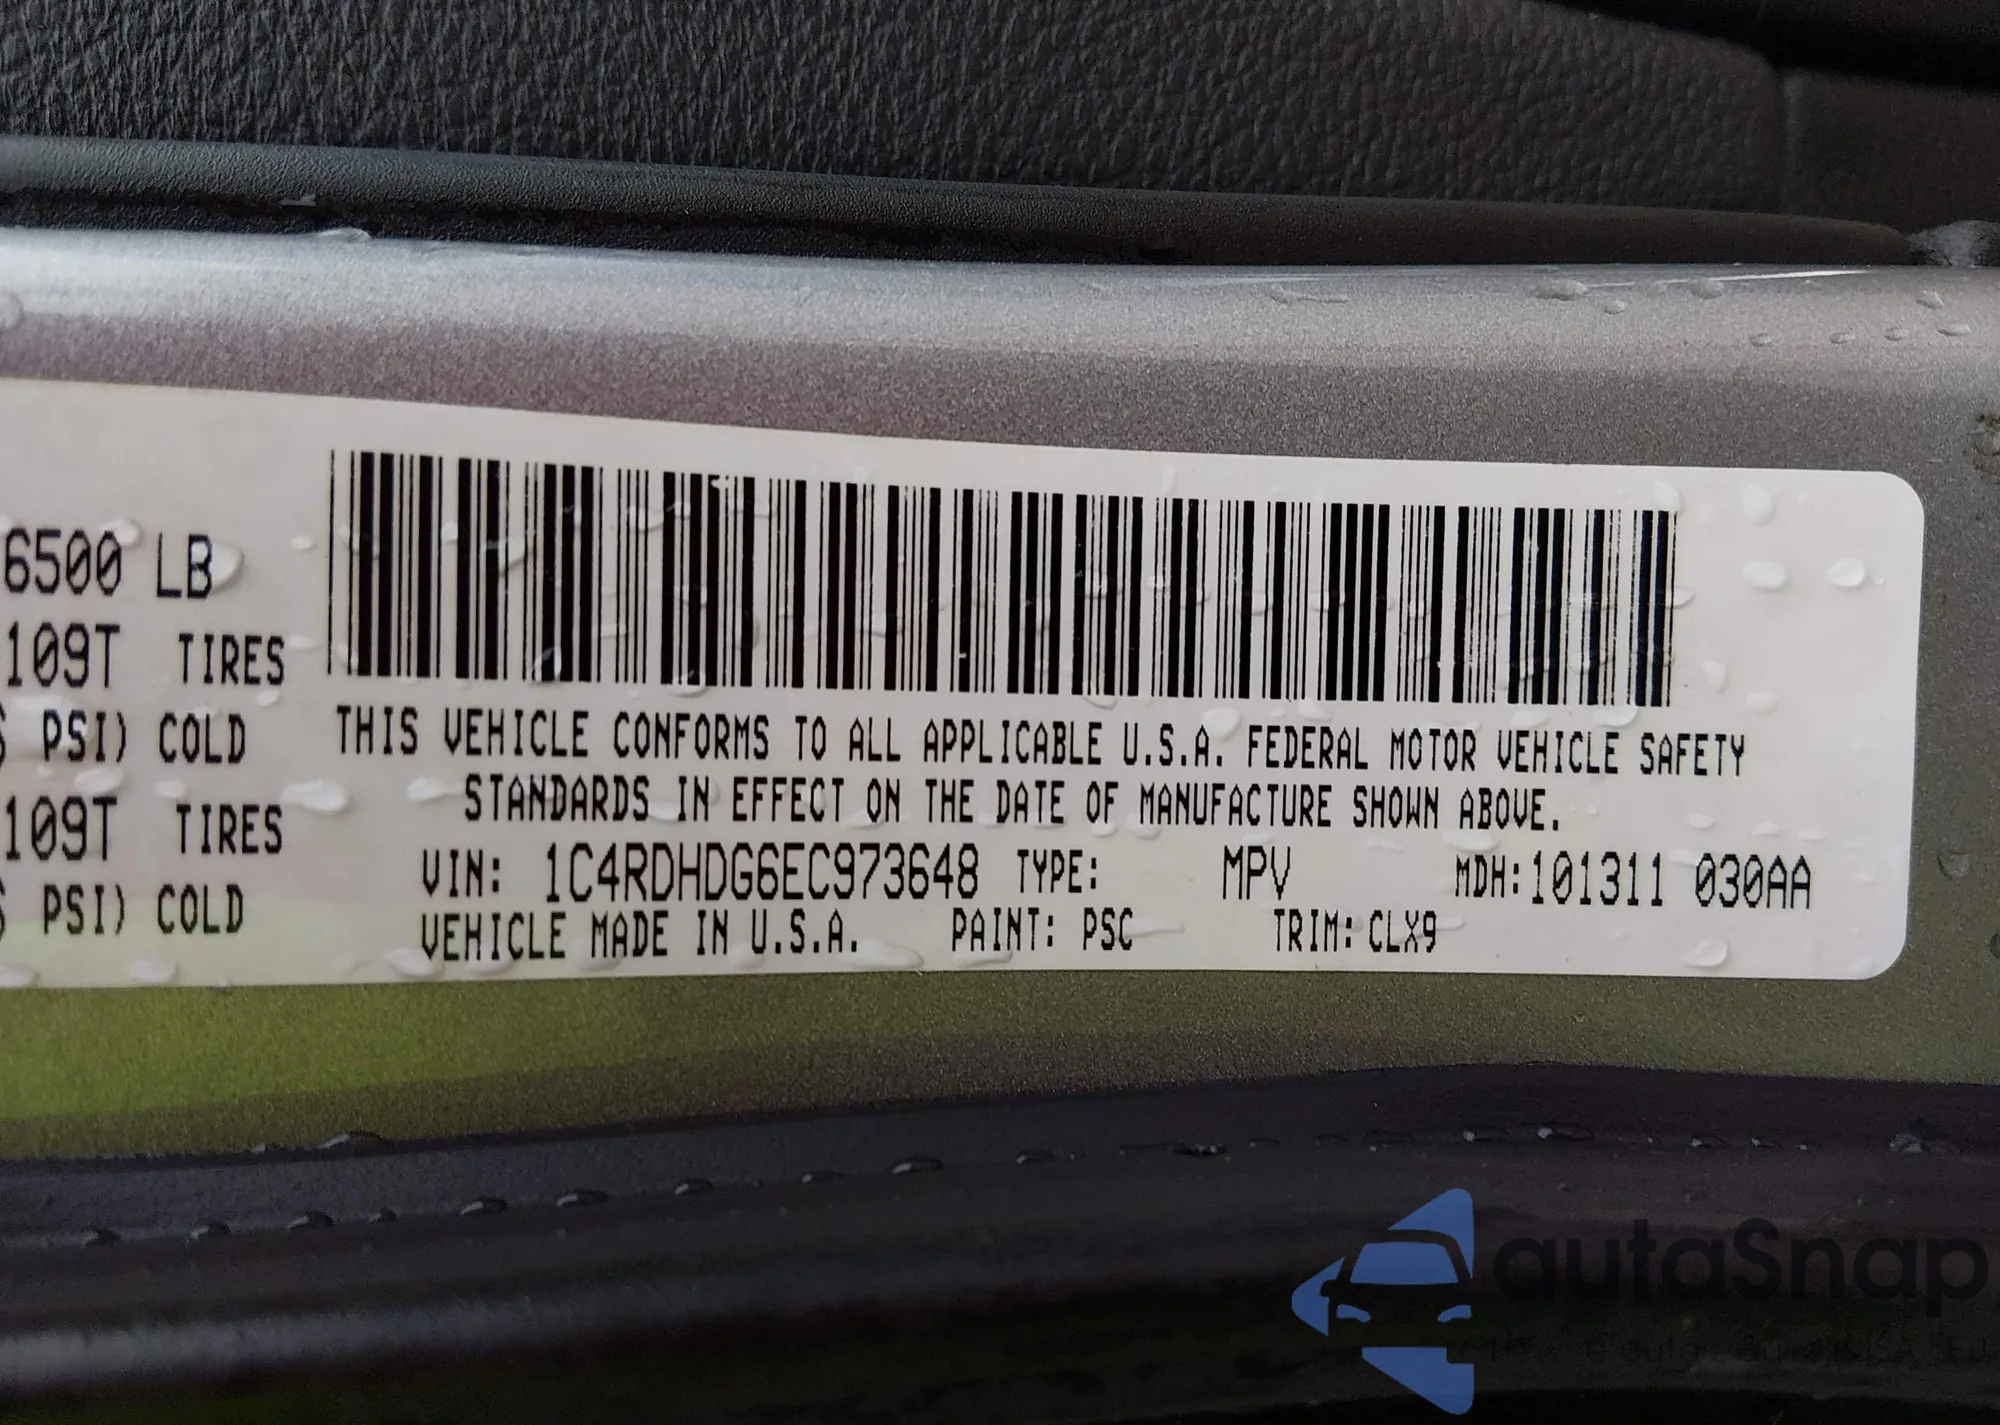 6500 LB
109T TIRES
PSI) COLD
109T TIRES
PSI) COLD
THIS VEHICLE CONFORMS TO ALL APPLICABLE U.S.A. FEDERAL MOTOR VEHICLE SAFETY
STANDARDS IN EFFECT ON THE DATE OF MANUFACTURE SHOWN ABOVE.
VIN: 1C4RDHDG6EC973648 TYPE: MPV MDH:101311 030AA
VEHICLE MADE IN U.S.A. PAINT: PSC TRIM: CLX9
autaSnap